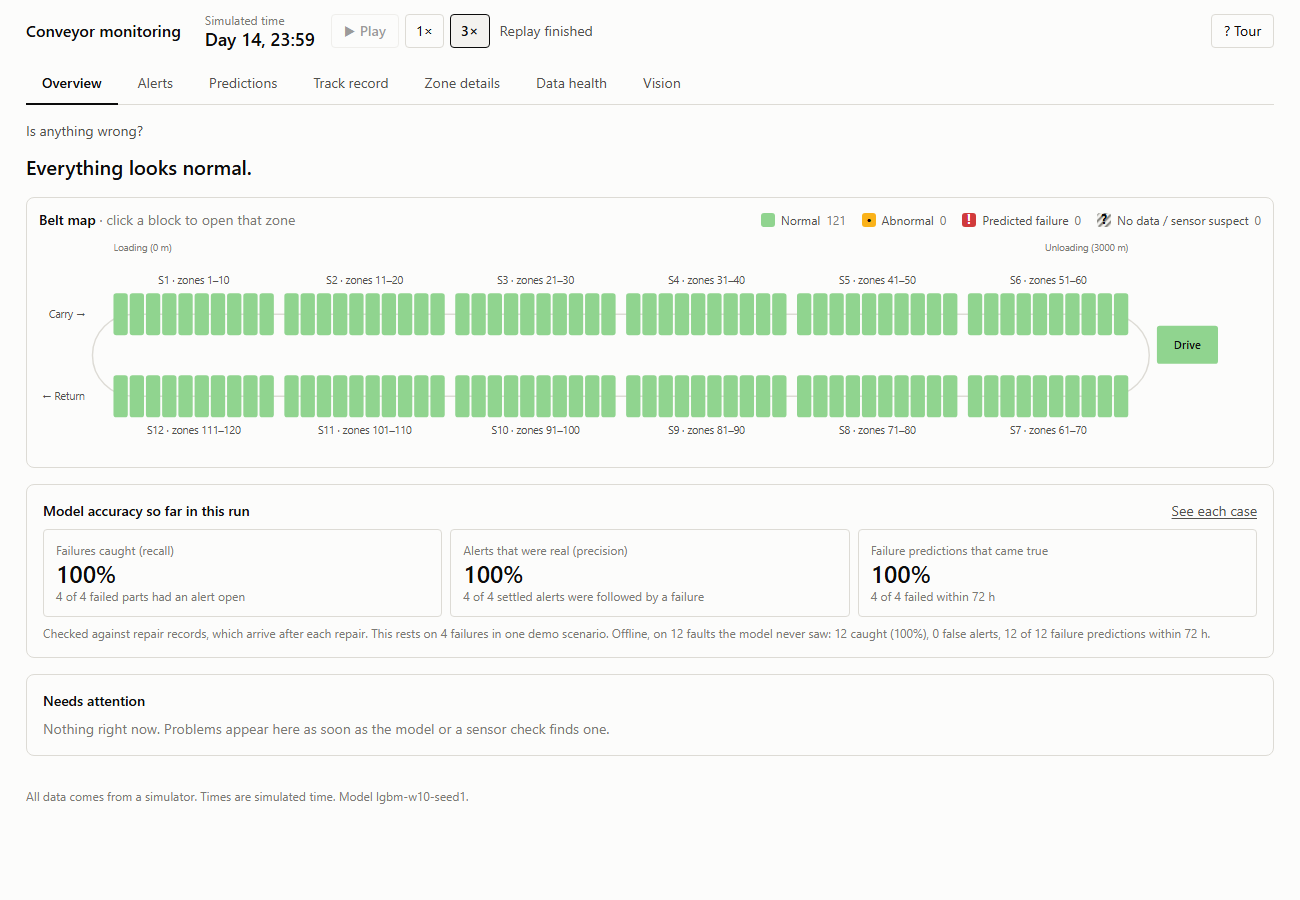 Conveyor monitoring
Simulated time
Day 14, 23:59
▶ Play
1×
3×
Replay finished
? Tour
Overview
Alerts
Predictions
Track record
Zone details
Data health
Vision
Is anything wrong?
Everything looks normal.
Belt map · click a block to open that zone
Normal 121
Abnormal 0
! Predicted failure 0
? No data / sensor suspect 0
Loading (0 m)
Unloading (3000 m)
S1 · zones 1–10
S2 · zones 11–20
S3 · zones 21–30
S4 · zones 31–40
S5 · zones 41–50
S6 · zones 51–60
Carry →
Drive
← Return
S12 · zones 111–120
S11 · zones 101–110
S10 · zones 91–100
S9 · zones 81–90
S8 · zones 71–80
S7 · zones 61–70
Model accuracy so far in this run
See each case
Failures caught (recall)
100%
4 of 4 failed parts had an alert open
Alerts that were real (precision)
100%
4 of 4 settled alerts were followed by a failure
Failure predictions that came true
100%
4 of 4 failed within 72 h
Checked against repair records, which arrive after each repair. This rests on 4 failures in one demo scenario. Offline, on 12 faults the model never saw: 12 caught (100%), 0 false alerts, 12 of 12 failure predictions within 72 h.
Needs attention
Nothing right now. Problems appear here as soon as the model or a sensor check finds one.
All data comes from a simulator. Times are simulated time. Model lgbm-w10-seed1.